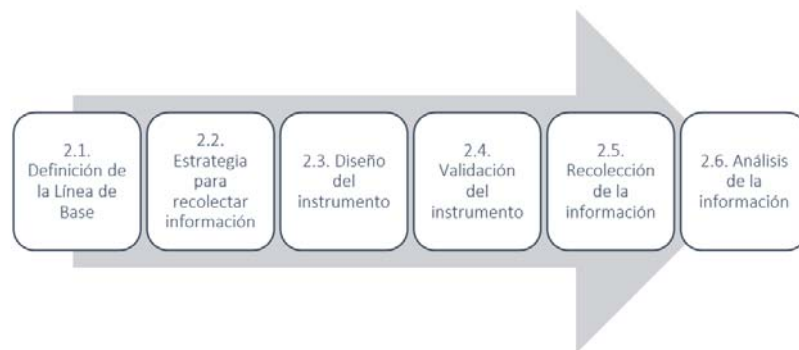 2.1.
Definición de
la Línea de
Base
2.2.
Estrategia
para
recolectar
información
2.3. Diseño
del
instrumento
2.4.
Validación
del
instrumento
2.5.
Recolección
de la
información
2.6. Análisis
de la
información